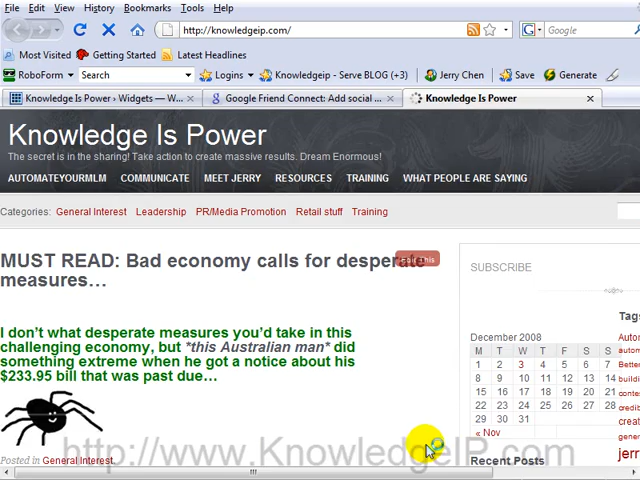 File Edit View History Bookmarks Tools Help
http://knowledgeip.com/
Google
Most Visited Getting Started Latest Headlines
RoboForm Search Logins Knowledgeip - Serve BLOG (+3) Jerry Chen Save Generate
Knowledge Is Power › Widgets — W... Google Friend Connect: Add social ... Knowledge Is Power
Knowledge Is Power
The secret is in the sharing! Take action to create massive results. Dream Enormous!
AUTOMATEYOURMLM COMMUNICATE MEET JERRY RESOURCES TRAINING WHAT PEOPLE ARE SAYING
Categories: General Interest Leadership PR/Media Promotion Retail stuff Training
MUST READ: Bad economy calls for desperate
measures…
SUBSCRIBE
I don’t what desperate measures you’d take in this
challenging economy, but *this Australian man* did
something extreme when he got a notice about his
$233.95 bill that was past due…
Posted in General Interest.
December 2008
M T W T F S S
1 2 3 4 5 6 7
8 9 10 11 12 13 14
15 16 17 18 19 20 21
22 23 24 25 26 27 28
29 30 31
« Nov
Recent Posts
Tags
http://www.KnowledgeIP.com